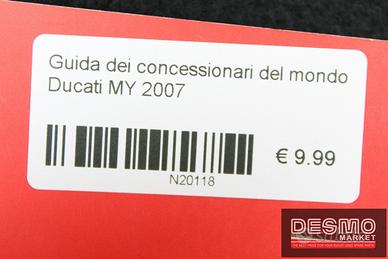 Guida dei concessionari del mondo
Ducati MY 2007
€ 9.99
N20118
DESMO
MARKET